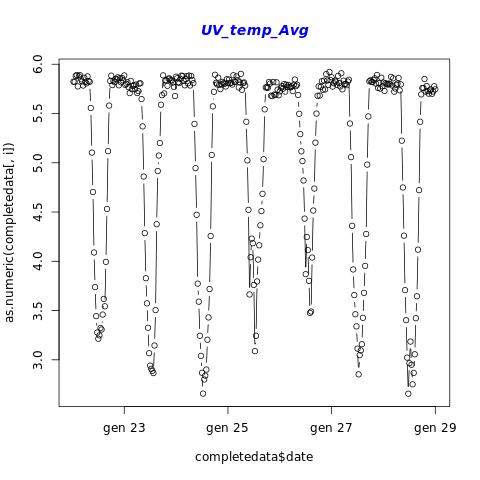 UV_temp_Avg
as.numeric(completedata[, i])
6.0
5.5
5.0
4.5
4.0
3.5
3.0
gen 23 gen 25 gen 27 gen 29
completedata$date